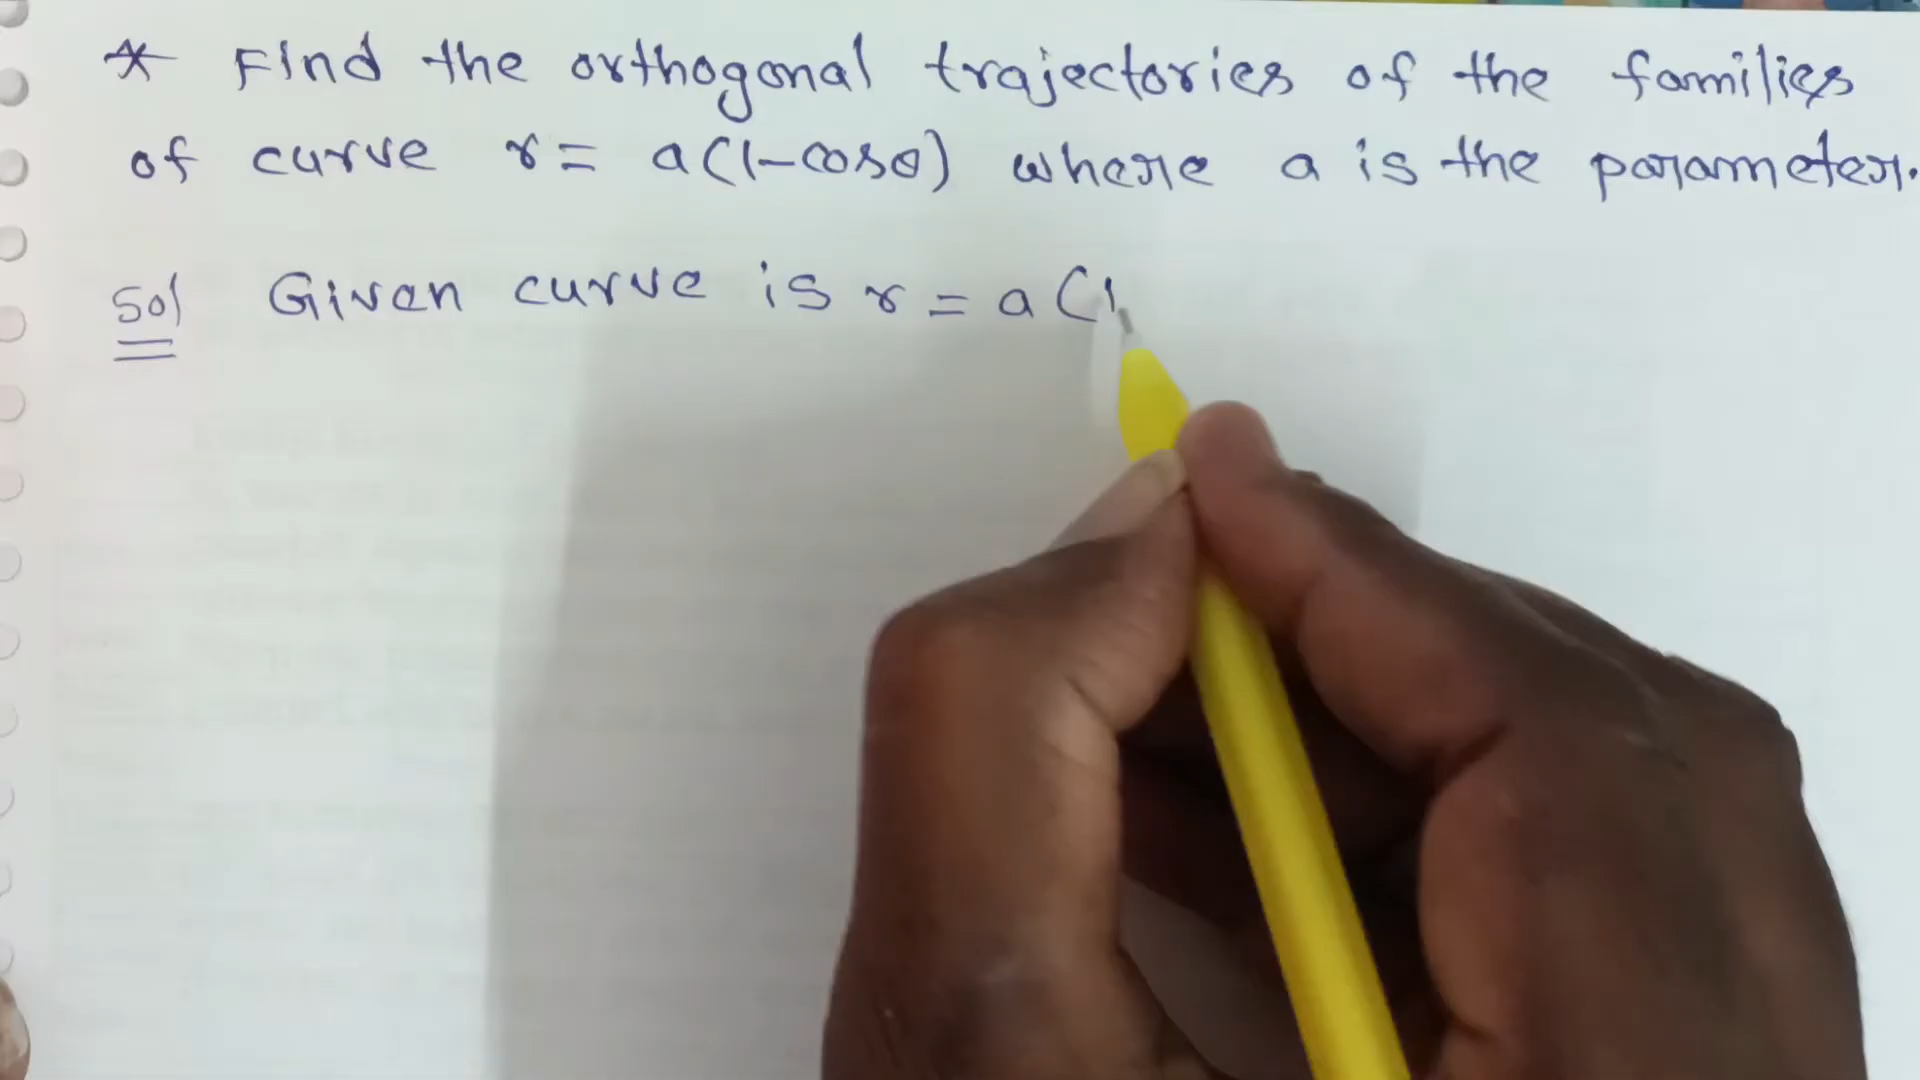 * Find the orthogonal trajectories of the families
of curve r = a(1-cosθ) where a is the parameter.
Sol Given curve is r = a (1